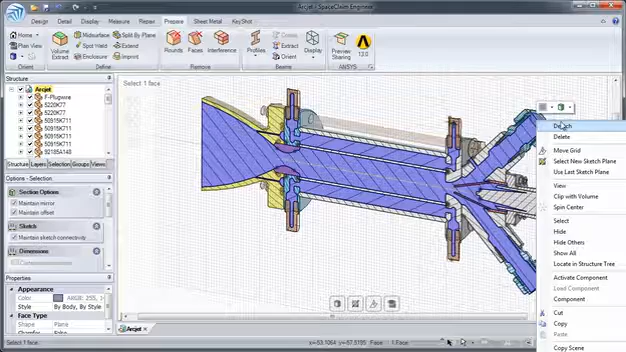 Arcjet - SpaceClaim Engineer
Design Detail Display Measure Repair Prepare Sheet Metal KeyShot
Home
Plan View
Orient
Volume Extract
Midsurface
Spot Weld
Enclosure
Split By Plane
Extend
Imprint
Define
Rounds
Faces
Interference
Remove
Profiles
Create
Extract
Orient
Display
Beams
Sharing
13.0
ANSYS
Structure
Select 1 face
Arcjet
F-Plugwire
5220K77
5220K77
50915K711
50915K711
50915K711
50915K711
92185A148
Structure Layers Selection Groups Views
Options - Selection
Section Options
Maintain mirror
Maintain offset
Sketch
Maintain sketch connectivity
Dimensions
Properties
Appearance
Color
Style By Body, By Sty
Face Type
Shape Plane
Detach
Delete
Move Grid
Select New Sketch Plane
Use Last Sketch Plane
View
Clip with Volume
Spin Center
Select
Hide
Hide Others
Show All
Locate in Structure Tree
Activate Component
Load Component
Component
Cut
Copy
Paste
Copy Scene
Arcjet
Select 1 face
1 Face